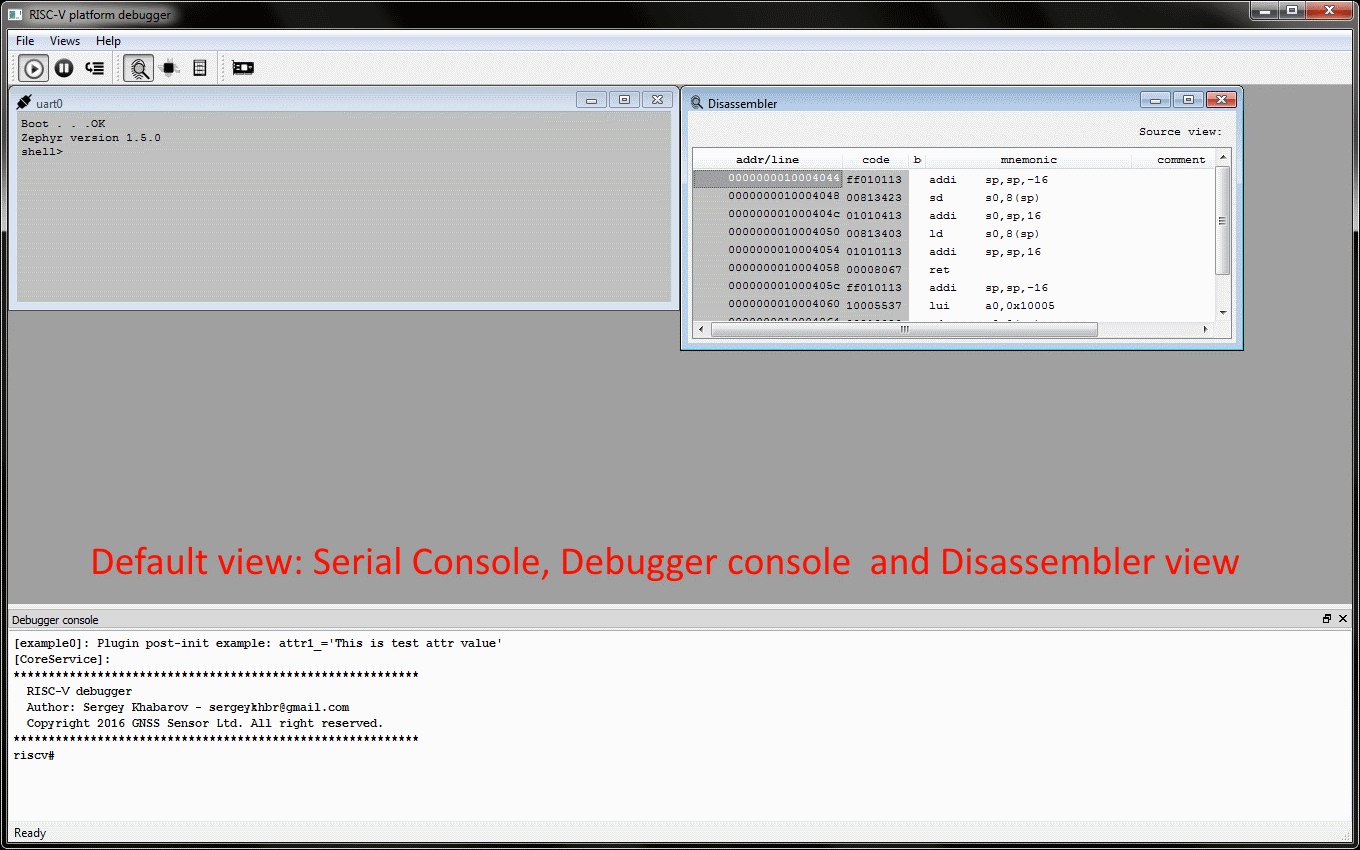 RISC-V platform debugger
File Views Help
uart0
Boot . . .OK
Zephyr version 1.5.0
shell>
Disassembler
Source view:
addr/line code b mnemonic comment
0000000010004044 ff010113 addi sp,sp,-16
0000000010004048 00813423 sd s0,8(sp)
000000001000404c 01010413 addi s0,sp,16
0000000010004050 00813403 ld s0,8(sp)
0000000010004054 01010113 addi sp,sp,16
0000000010004058 00008067 ret
000000001000405c ff010113 addi sp,sp,-16
0000000010004060 10005537 lui a0,0x10005
Default view: Serial Console, Debugger console and Disassembler view
Debugger console
[example0]: Plugin post-init example: attr1_='This is test attr value'
[CoreService]:
**********************************************************
RISC-V debugger
Author: Sergey Khabarov - sergeykhbr@gmail.com
Copyright 2016 GNSS Sensor Ltd. All right reserved.
**********************************************************
riscv#
Ready